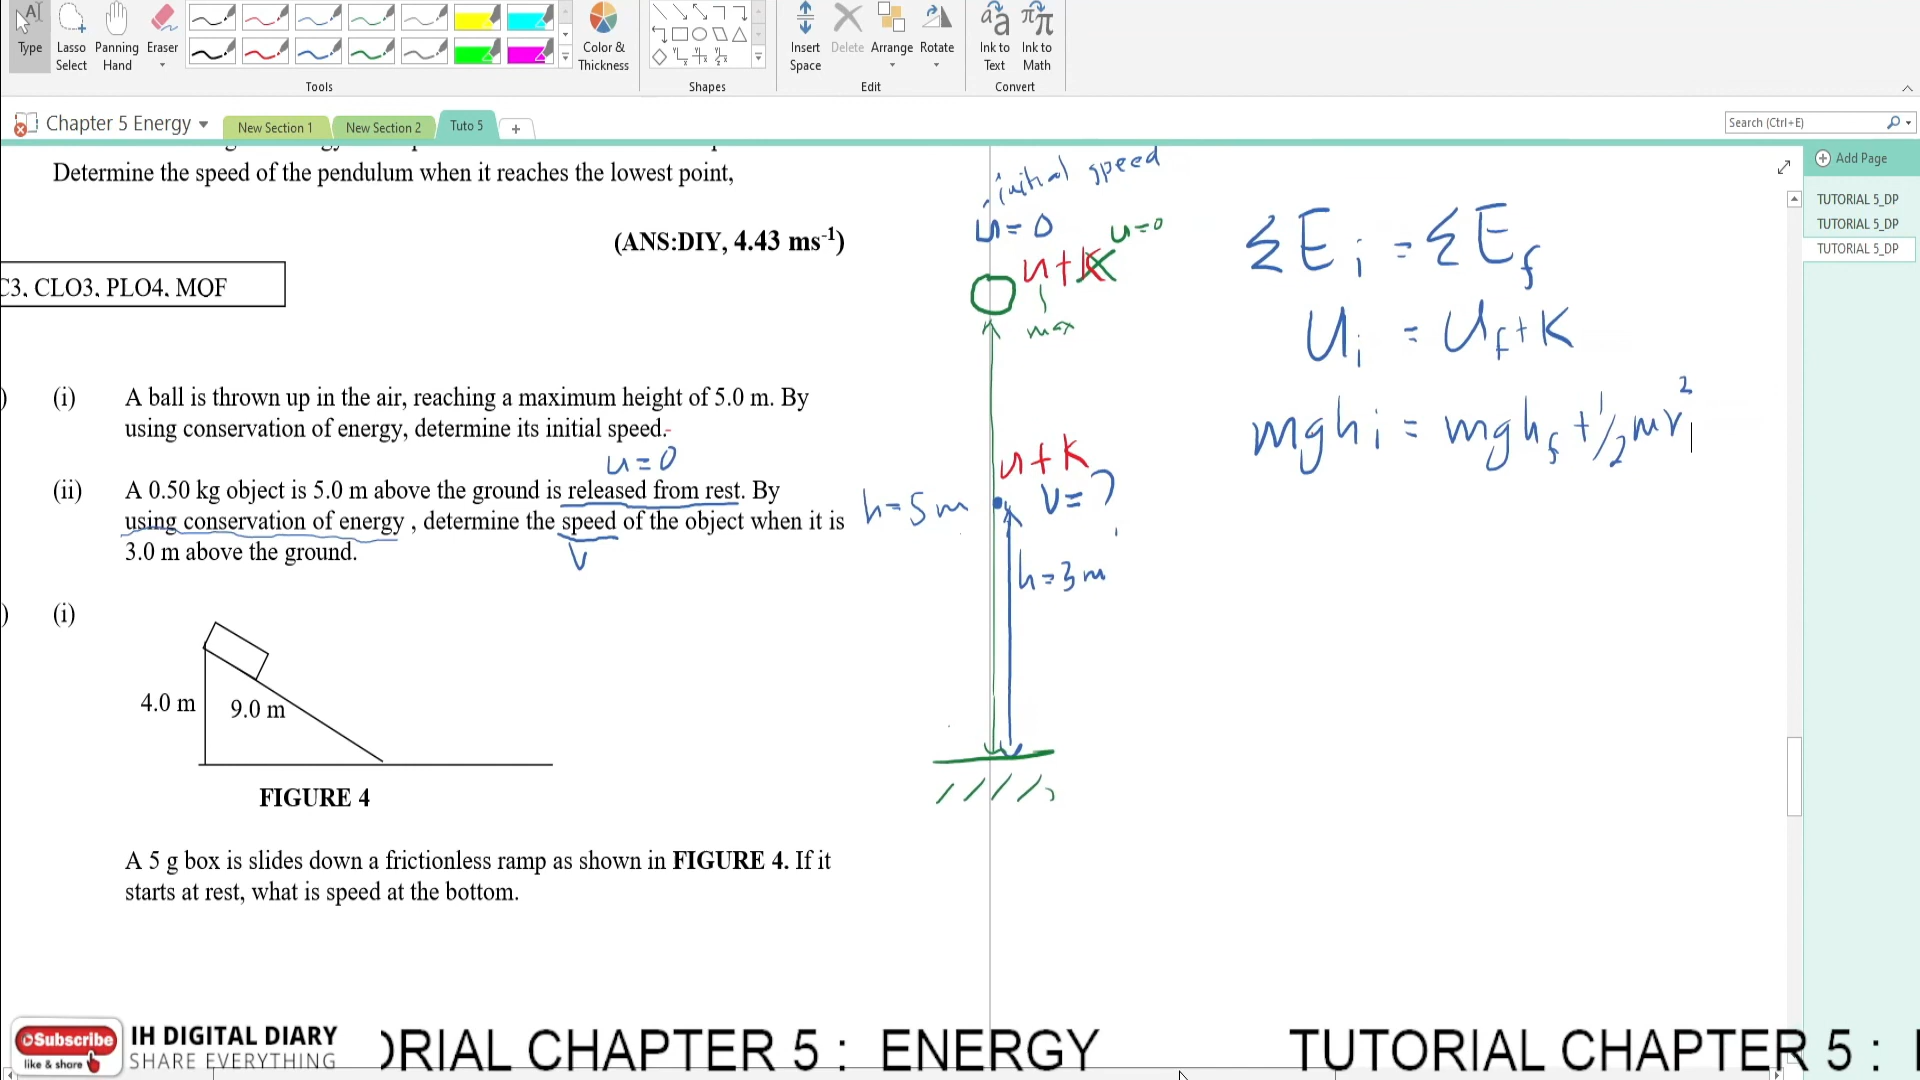 Type
Lasso Select
Panning Hand
Eraser
Color & Thickness
Insert Space
Delete
Arrange
Rotate
Ink to Text
Ink to Math
Tools
Shapes
Edit
Convert
Chapter 5 Energy
New Section 1
New Section 2
Tuto 5
+
Search (Ctrl+E)
Add Page
TUTORIAL 5_DP
TUTORIAL 5_DP
TUTORIAL 5_DP
Determine the speed of the pendulum when it reaches the lowest point,
(ANS:DIY, 4.43 ms⁻¹)
C3, CLO3, PLO4, MOF
) (i) A ball is thrown up in the air, reaching a maximum height of 5.0 m. By
using conservation of energy, determine its initial speed.
u = 0
(ii) A 0.50 kg object is 5.0 m above the ground is released from rest. By
using conservation of energy , determine the speed of the object when it is
v
3.0 m above the ground.
) (i)
4.0 m
9.0 m
FIGURE 4
A 5 g box is slides down a frictionless ramp as shown in FIGURE 4. If it
starts at rest, what is speed at the bottom.
initial speed
u = 0
u = 0
u + K
max
u + K
h = 5 m
v = ?
h = 3 m
ΣEi = ΣEf
Ui = Uf + K
mghi = mghf + 1/2 mv²
Subscribe
like & share
IH DIGITAL DIARY
SHARE EVERYTHING
ORIAL CHAPTER 5 : ENERGY
TUTORIAL CHAPTER 5 :